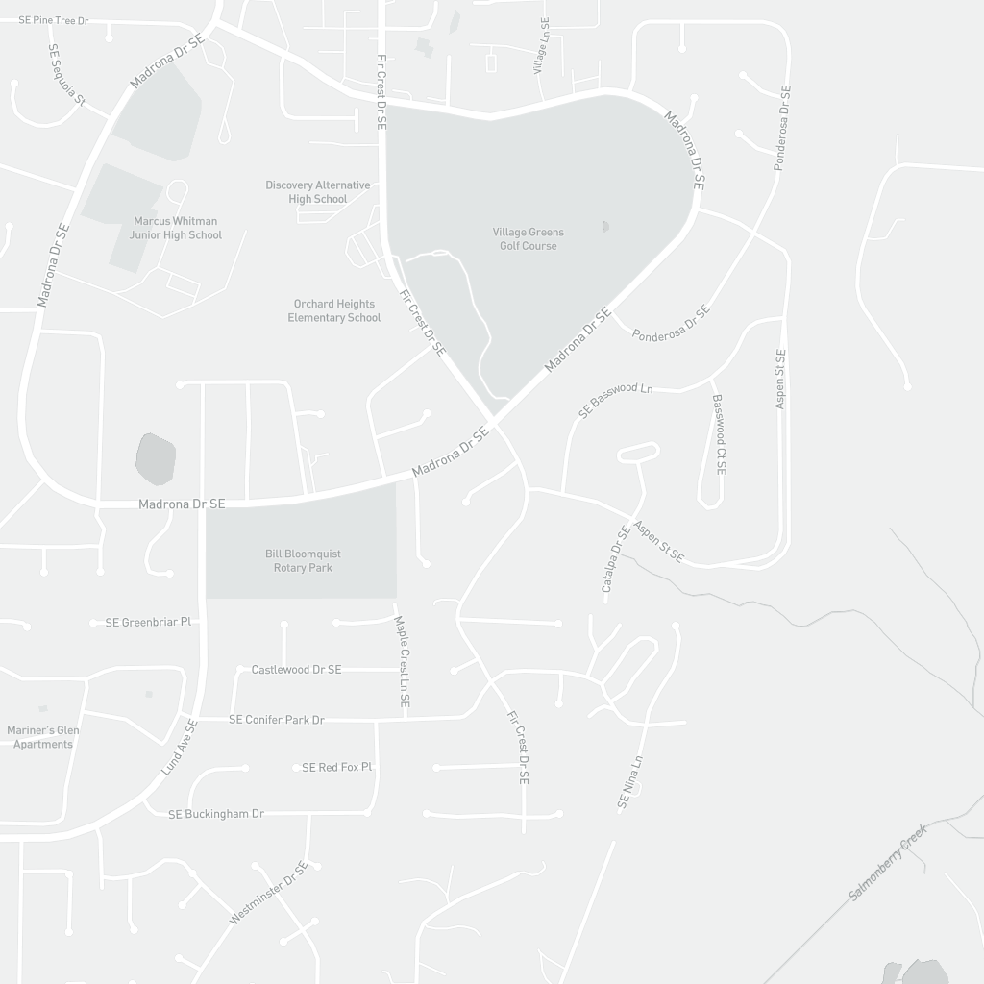 SE Pine Tree Dr
Madrona Dr SE
Village Ln SE
SE Sequoia St
Fir Crest Dr SE
Madrona Dr SE
Ponderosa Dr SE
Discovery Alternative
High School
Marcus Whitman
Junior High School
Village Greens
Golf Course
Madrona Dr SE
Orchard Heights
Elementary School
Fir Crest Dr SE
Madrona Dr SE
Ponderosa Dr SE
SE Basswood Ln
Aspen St SE
Basswood Ct SE
Madrona Dr SE
Madrona Dr SE
Aspen St SE
Catalpa Dr SE
Bill Bloomquist
Rotary Park
SE Greenbriar Pl
Maple Crest Ln SE
Castlewood Dr SE
SE Conifer Park Dr
Mariner's Glen
Apartments
Lund Ave SE
Fir Crest Dr SE
SE Red Fox Pl
SE Nina Ln
SE Buckingham Dr
Westminster Dr SE
Salmonberry Creek